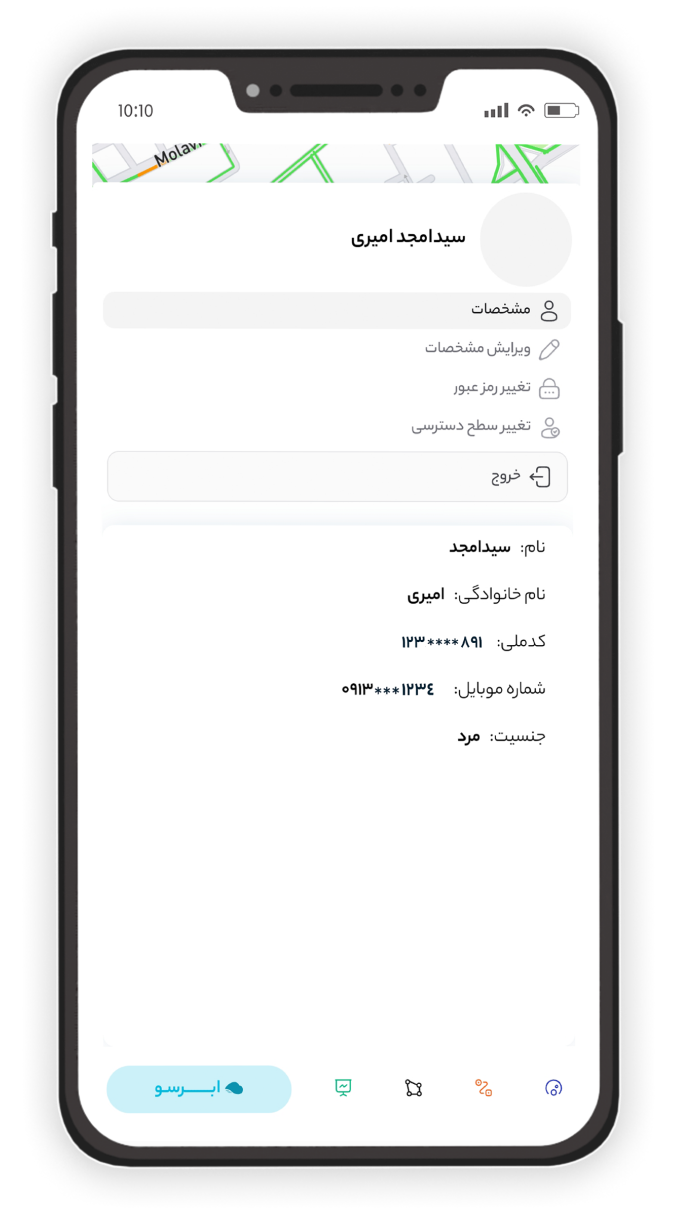 10:10
Molavi
سیدامجد امیری
مشخصات
ویرایش مشخصات
تغییر رمز عبور
تغییر سطح دسترسی
خروج
نام: سیدامجد
نام خانوادگی: امیری
کدملی: ۱۲۳****۸۹۱
شماره موبایل: ۰۹۱۳***۱۲۳٤
جنسیت: مرد
ابـــرسو